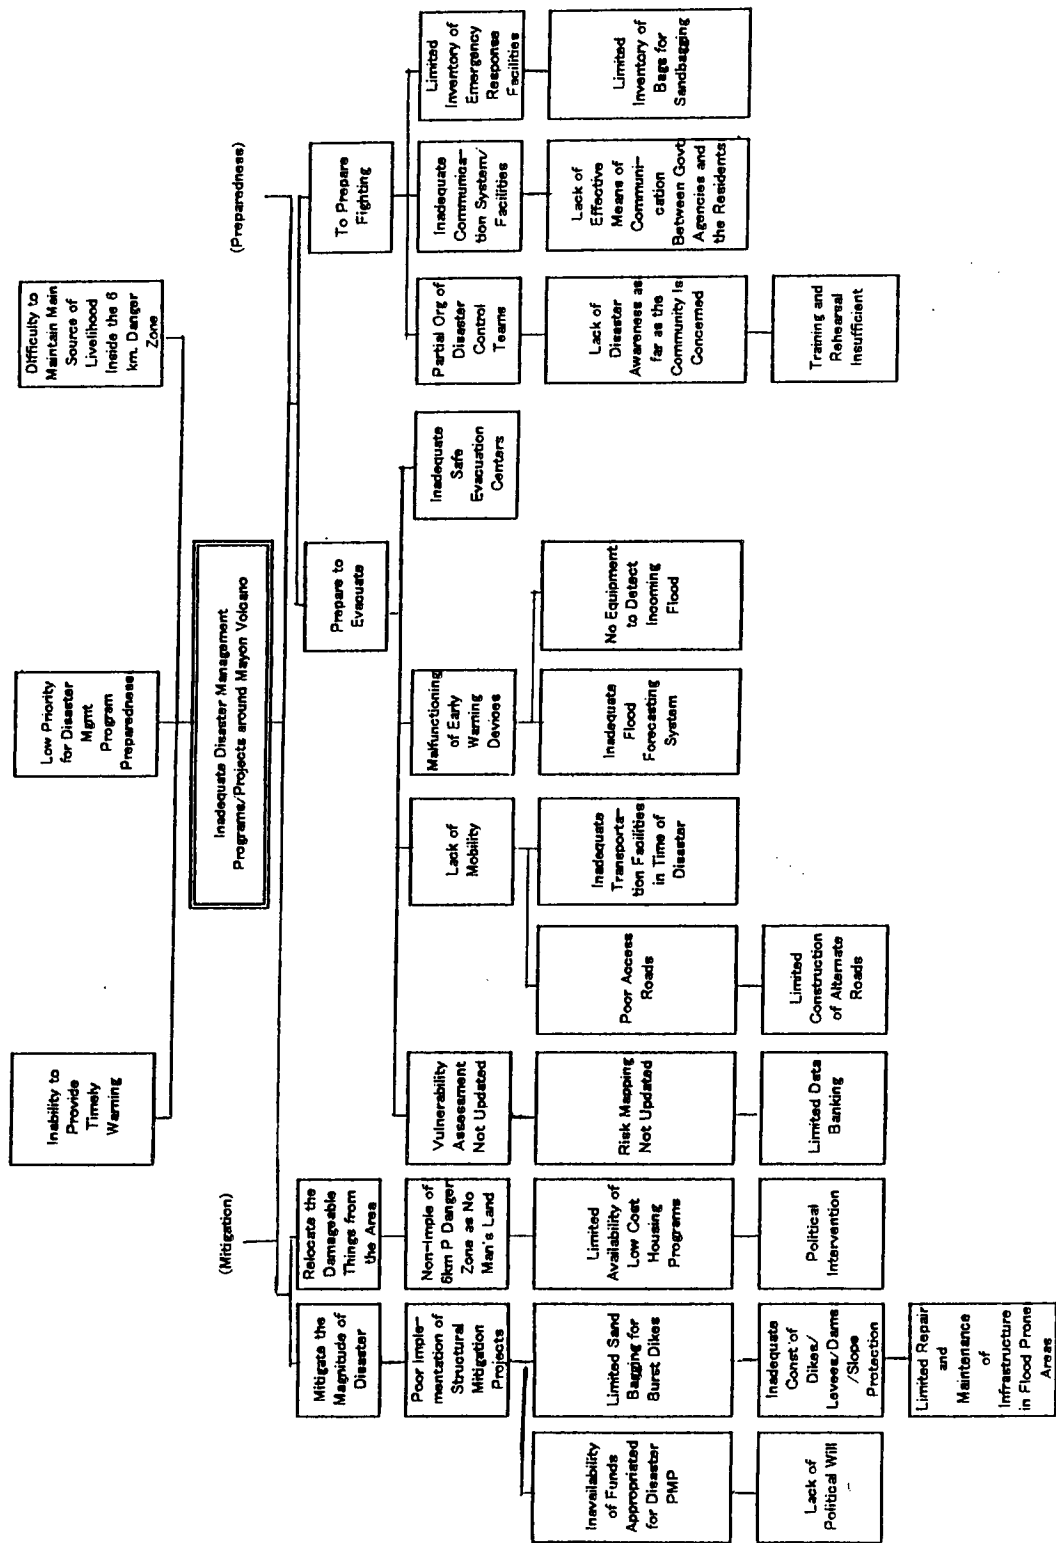 Inability to
Provide
Timely
Warning
Low Priority
for Disaster
Mgmt
Program
Preparedness
Difficulty to
Maintain Main
Source of
Livelihood
Inside the 6
km. Danger
Zone
Inadequate Disaster Management
Programs/Projects around Mayon Volcano
(Mitigation)
(Preparedness)
Mitigate the
Magnitude of
Disaster
Relocate the
Damageable
Things from
the Area
Prepare to
Evacuate
To Prepare
Fighting
Poor Imple-
mentation of
Structural
Mitigation
Projects
Non-Imple of
6km P Danger
Zone as No
Man's Land
Vulnerability
Assessment
Not Updated
Lack of
Mobility
Malfunctioning
of Early
Warning
Devices
Inadequate
Safe
Evacuation
Centers
Partial Org of
Disaster
Control
Teams
Inadequate
Communica-
tion System/
Facilities
Limited
Inventory of
Emergency
Response
Facilities
Inavailability
of Funds
Appropriated
for Disaster
PMP
Limited Sand
Bagging for
Burst Dikes
Limited
Availability of
Low Cost
Housing
Programs
Risk Mapping
Not Updated
Poor Access
Roads
Inadequate
Transporta-
tion Facilities
in Time of
Disaster
Inadequate
Flood
Forecasting
System
No Equipment
to Detect
Incoming
Flood
Lack of
Disaster
Awareness as
far as the
Community Is
Concerned
Lack of
Effective
Means of
Communi-
cation
Between Govt
Agencies and
the Residents
Limited
Inventory of
Bags for
Sandbagging
Lack of
Political Will
Inadequate
Const' of
Dikes/
Levees/Dams
/Slope
Protection
Political
Intervention
Limited Data
Banking
Limited
Construction
of Alternate
Roads
Training and
Rehearsal
Insufficient
Limited Repair
and
Maintenance
of
Infrastructure
in Flood Prone
Areas